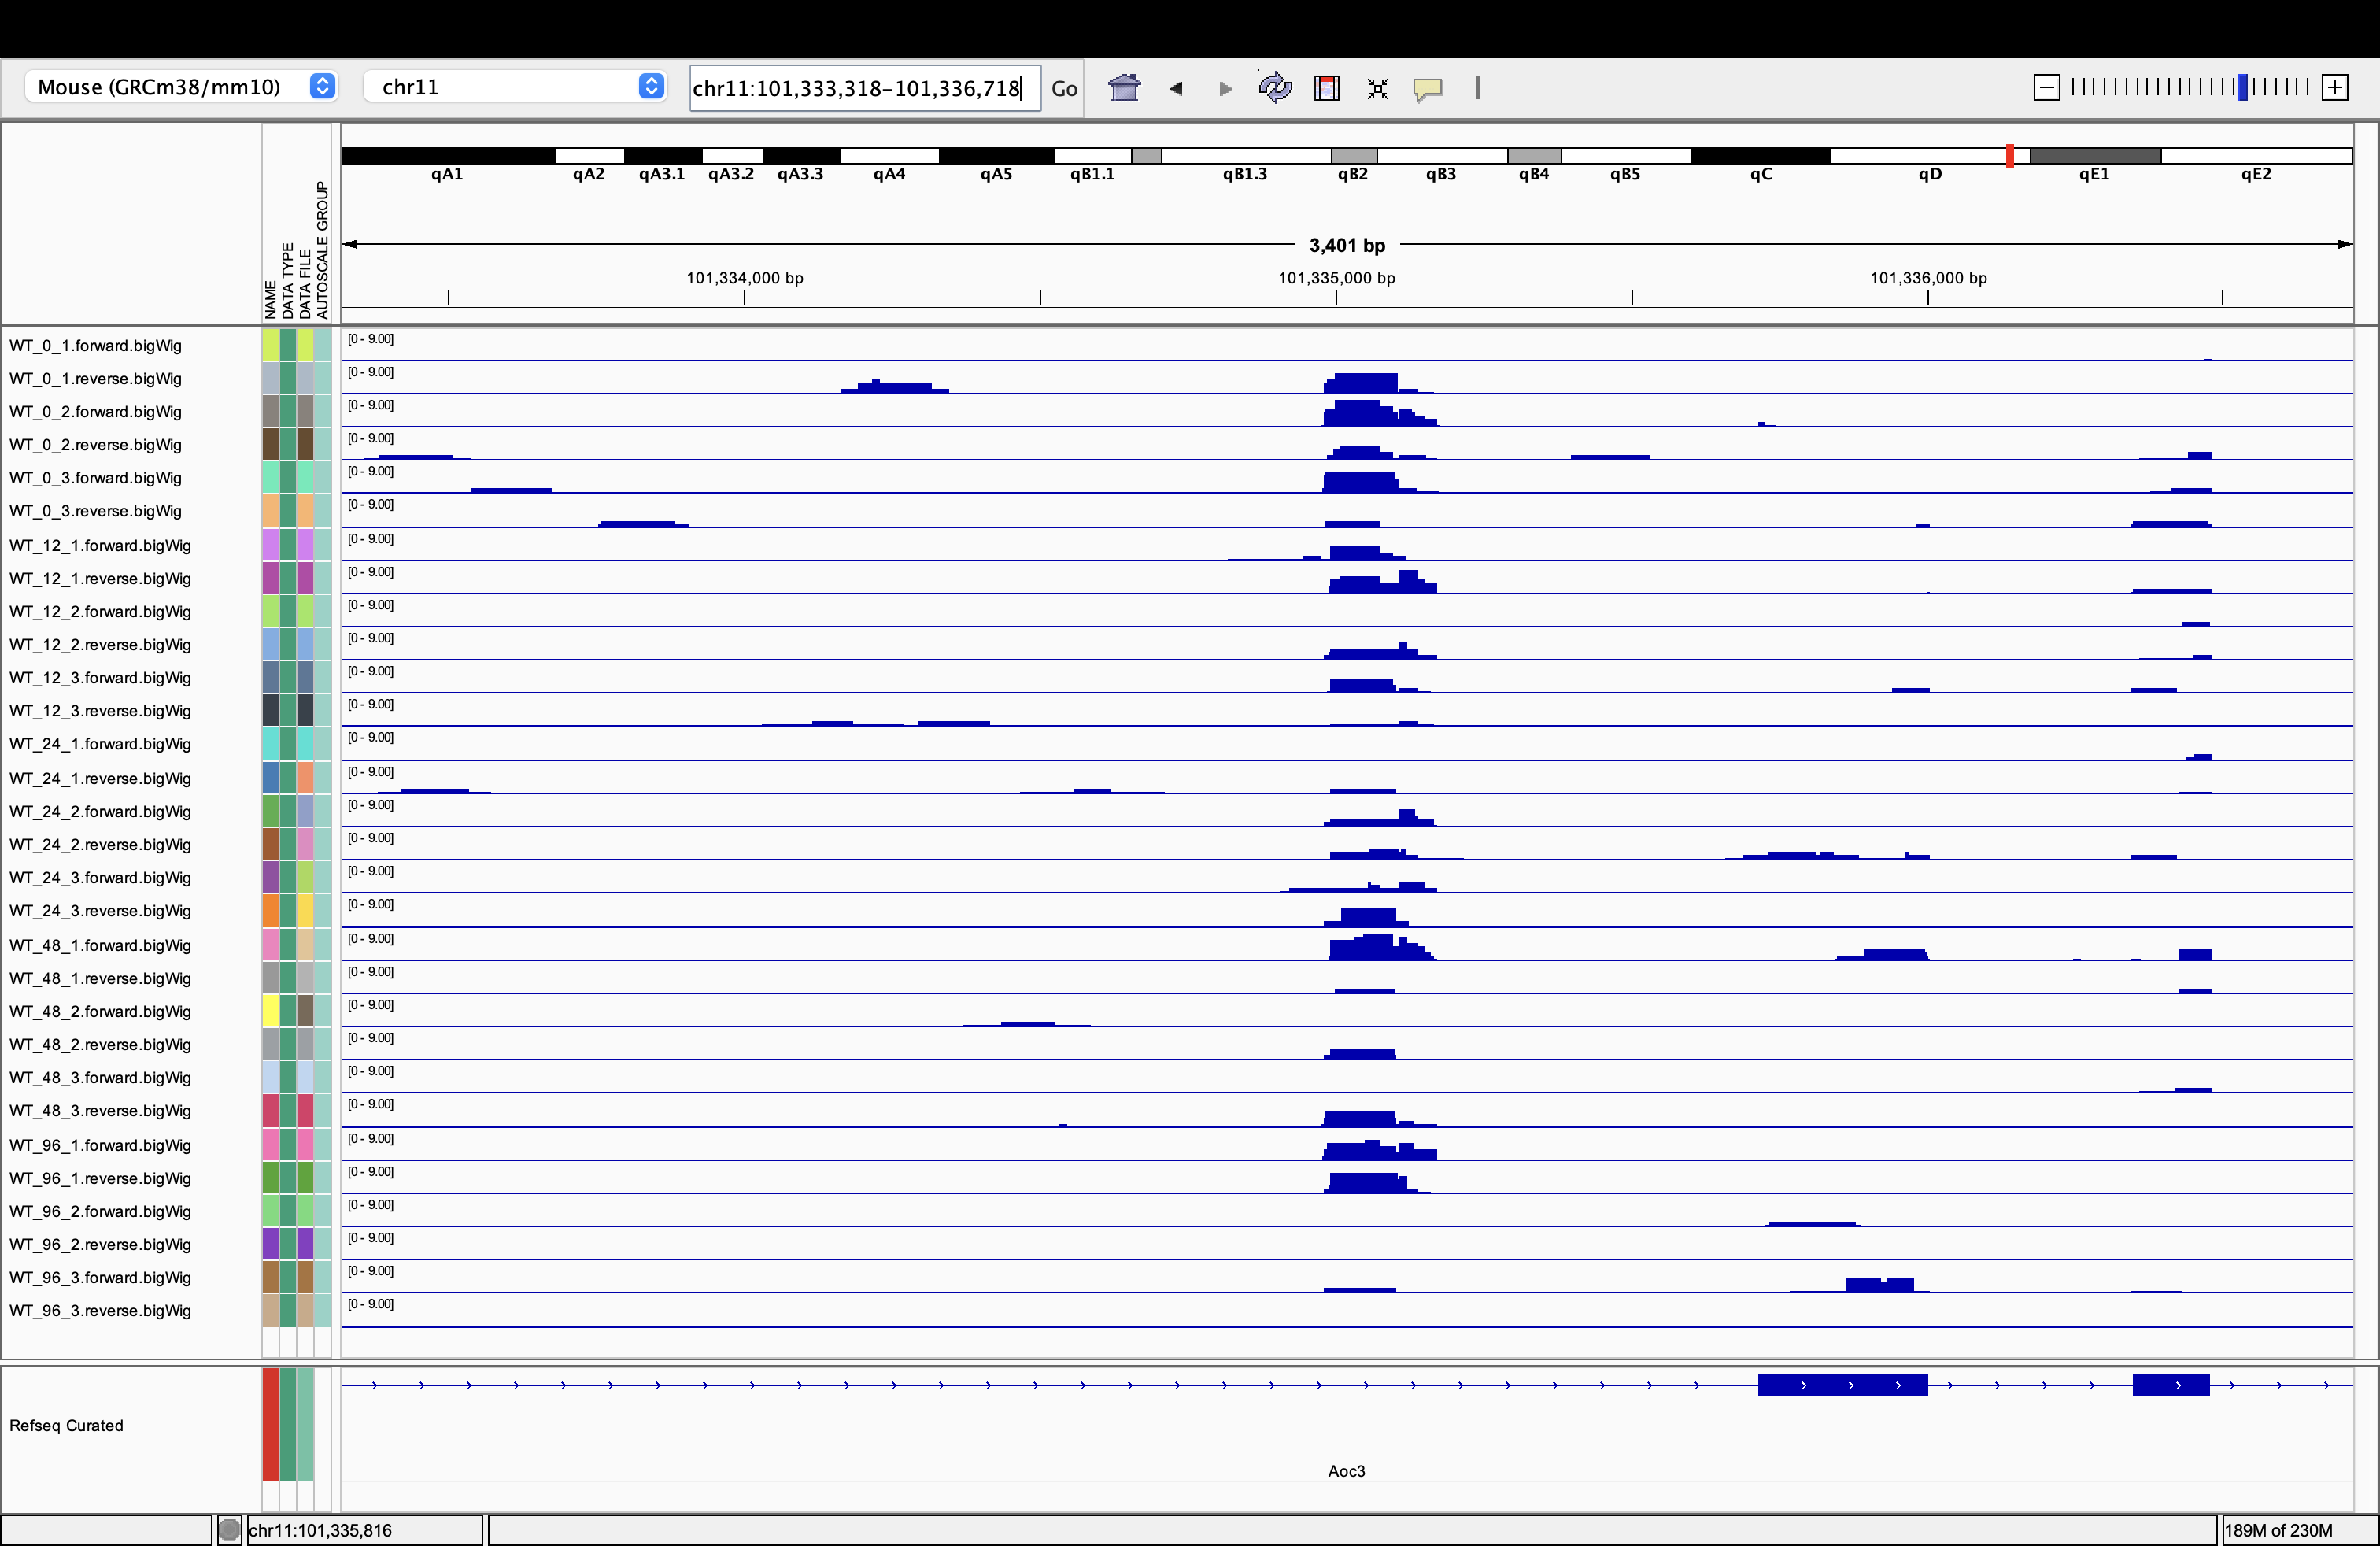 Mouse (GRCm38/mm10) chr11 chr11:101,333,318-101,336,718 Go
qA1 qA2 qA3.1 qA3.2 qA3.3 qA4 qA5 qB1.1 qB1.3 qB2 qB3 qB4 qB5 qC qD qE1 qE2
NAME
DATA TYPE
DATA FILE
AUTOSCALE GROUP
3,401 bp
101,334,000 bp 101,335,000 bp 101,336,000 bp
WT_0_1.forward.bigWig [0 - 9.00]
WT_0_1.reverse.bigWig [0 - 9.00]
WT_0_2.forward.bigWig [0 - 9.00]
WT_0_2.reverse.bigWig [0 - 9.00]
WT_0_3.forward.bigWig [0 - 9.00]
WT_0_3.reverse.bigWig [0 - 9.00]
WT_12_1.forward.bigWig [0 - 9.00]
WT_12_1.reverse.bigWig [0 - 9.00]
WT_12_2.forward.bigWig [0 - 9.00]
WT_12_2.reverse.bigWig [0 - 9.00]
WT_12_3.forward.bigWig [0 - 9.00]
WT_12_3.reverse.bigWig [0 - 9.00]
WT_24_1.forward.bigWig [0 - 9.00]
WT_24_1.reverse.bigWig [0 - 9.00]
WT_24_2.forward.bigWig [0 - 9.00]
WT_24_2.reverse.bigWig [0 - 9.00]
WT_24_3.forward.bigWig [0 - 9.00]
WT_24_3.reverse.bigWig [0 - 9.00]
WT_48_1.forward.bigWig [0 - 9.00]
WT_48_1.reverse.bigWig [0 - 9.00]
WT_48_2.forward.bigWig [0 - 9.00]
WT_48_2.reverse.bigWig [0 - 9.00]
WT_48_3.forward.bigWig [0 - 9.00]
WT_48_3.reverse.bigWig [0 - 9.00]
WT_96_1.forward.bigWig [0 - 9.00]
WT_96_1.reverse.bigWig [0 - 9.00]
WT_96_2.forward.bigWig [0 - 9.00]
WT_96_2.reverse.bigWig [0 - 9.00]
WT_96_3.forward.bigWig [0 - 9.00]
WT_96_3.reverse.bigWig [0 - 9.00]
Refseq Curated
Aoc3
chr11:101,335,816 189M of 230M